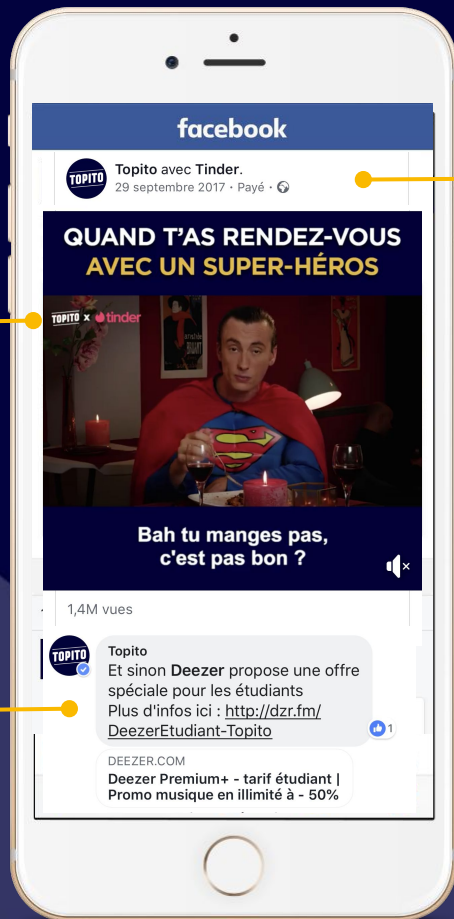 facebook
TOPITO
Topito avec Tinder.
29 septembre 2017 • Payé •
QUAND T'AS RENDEZ-VOUS
AVEC UN SUPER-HÉROS
TOPITO x tinder
Bah tu manges pas,
c'est pas bon ?
1,4M vues
TOPITO
Topito
Et sinon Deezer propose une offre
spéciale pour les étudiants
Plus d'infos ici : http://dzr.fm/
DeezerEtudiant-Topito
1
DEEZER.COM
Deezer Premium+ - tarif étudiant |
Promo musique en illimité à - 50%